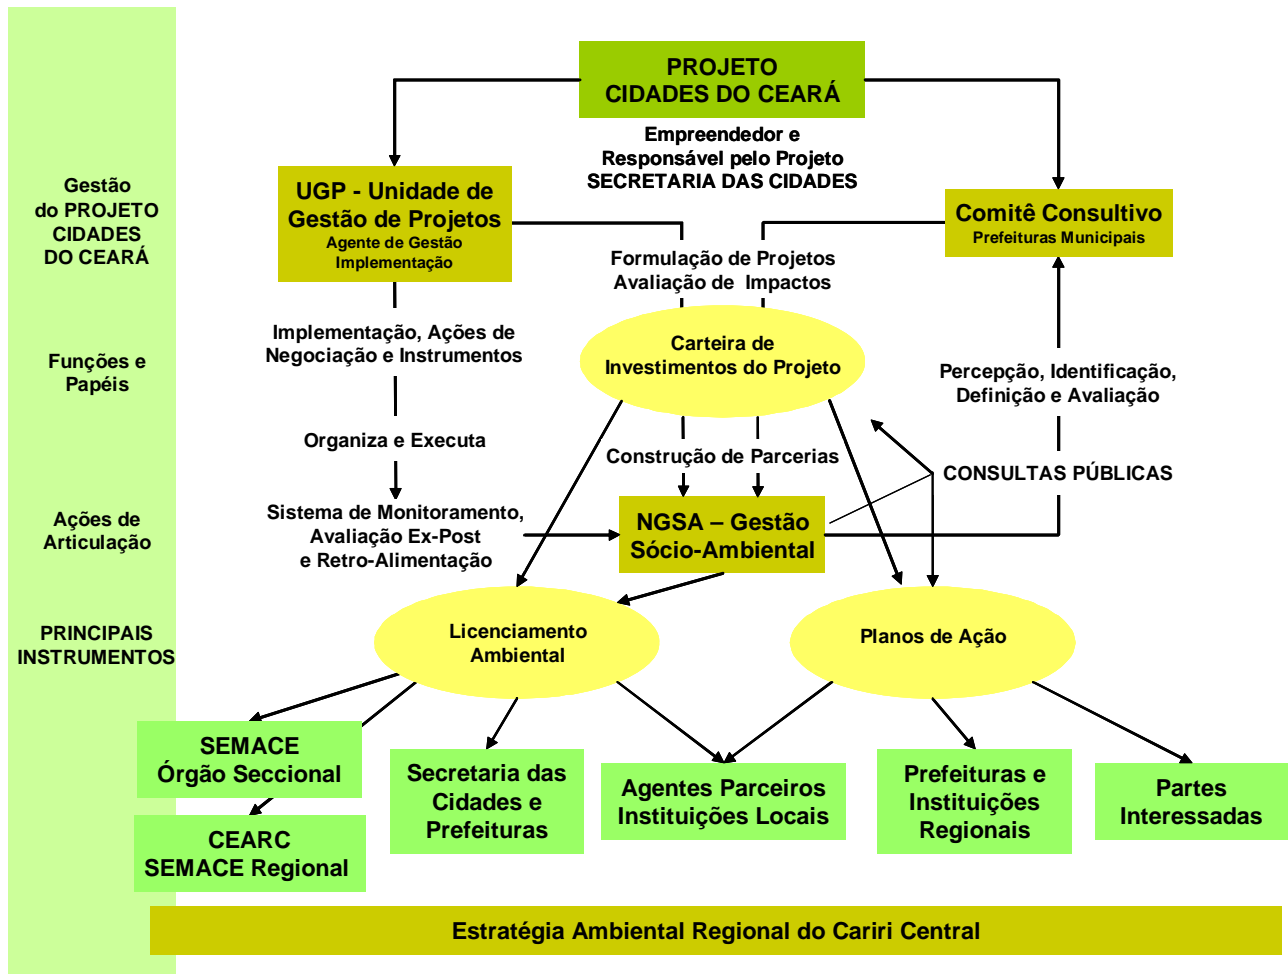 PROJETO
CIDADES DO CEARÁ
Empreendedor e
Responsável pelo Projeto
SECRETARIA DAS CIDADES
Gestão
do PROJETO
CIDADES
DO CEARÁ
UGP - Unidade de
Gestão de Projetos
Agente de Gestão
Implementação
Comitê Consultivo
Prefeituras Municipais
Formulação de Projetos
Avaliação de Impactos
Funções e
Papéis
Implementação, Ações de
Negociação e Instrumentos
Carteira de
Investimentos do Projeto
Percepção, Identificação,
Definição e Avaliação
Organiza e Executa
Construção de Parcerias
CONSULTAS PÚBLICAS
Ações de
Articulação
Sistema de Monitoramento,
Avaliação Ex-Post
e Retro-Alimentação
NGSA – Gestão
Sócio-Ambiental
PRINCIPAIS
INSTRUMENTOS
Licenciamento
Ambiental
Planos de Ação
SEMACE
Órgão Seccional
CEARC
SEMACE Regional
Secretaria das
Cidades e
Prefeituras
Agentes Parceiros
Instituições Locais
Prefeituras e
Instituições
Regionais
Partes
Interessadas
Estratégia Ambiental Regional do Cariri Central